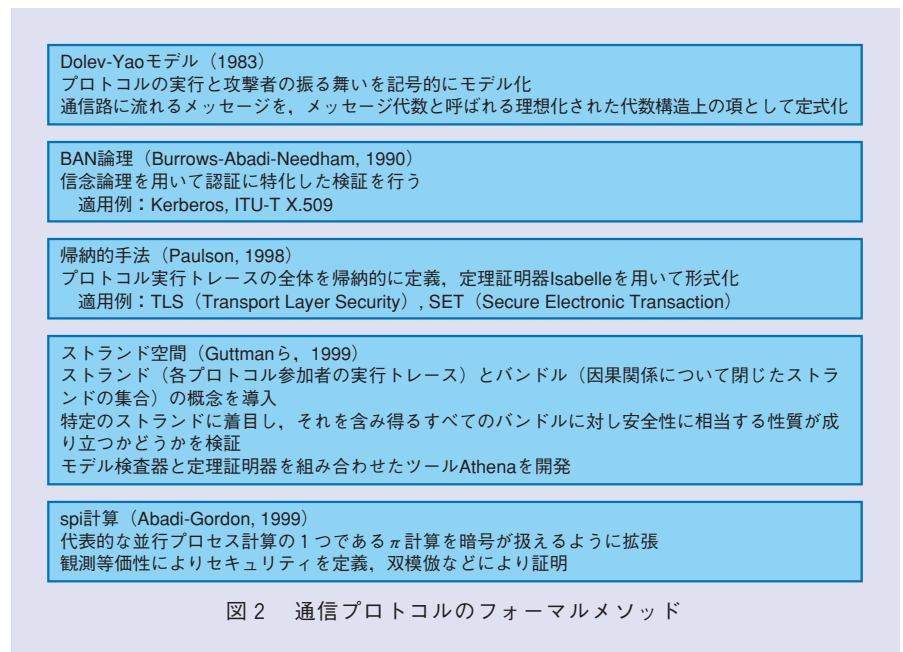 Dolev-Yaoモデル（1983）
プロトコルの実行と攻撃者の振る舞いを記号的にモデル化
通信路に流れるメッセージを，メッセージ代数と呼ばれる理想化された代数構造上の項として定式化
BAN論理（Burrows-Abadi-Needham, 1990）
信念論理を用いて認証に特化した検証を行う
適用例：Kerberos, ITU-T X.509
帰納的手法（Paulson, 1998）
プロトコル実行トレースの全体を帰納的に定義，定理証明器Isabelleを用いて形式化
適用例：TLS（Transport Layer Security）, SET（Secure Electronic Transaction）
ストランド空間（Guttmanら，1999）
ストランド（各プロトコル参加者の実行トレース）とバンドル（因果関係について閉じたストラ
ンドの集合）の概念を導入
特定のストランドに着目し，それを含み得るすべてのバンドルに対し安全性に相当する性質が成
り立つかどうかを検証
モデル検査器と定理証明器を組み合わせたツールAthenaを開発
spi計算（Abadi-Gordon, 1999）
代表的な並行プロセス計算の１つであるπ計算を暗号が扱えるように拡張
観測等価性によりセキュリティを定義，双模倣などにより証明
図２　通信プロトコルのフォーマルメソッド